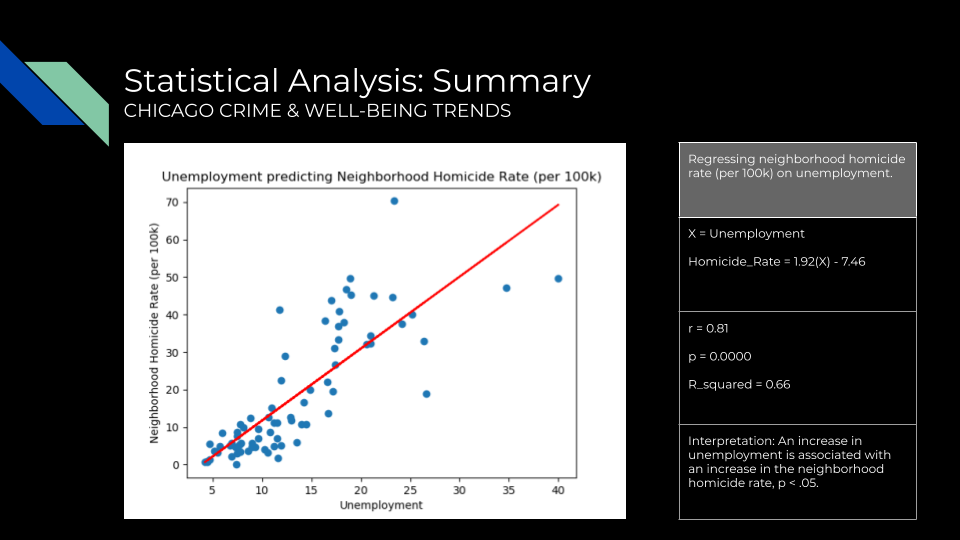 Statistical Analysis: Summary
CHICAGO CRIME & WELL-BEING TRENDS
Unemployment predicting Neighborhood Homicide Rate (per 100k)
Neighborhood Homicide Rate (per 100k)
70
60
50
40
30
20
10
0
5
10
15
20
25
30
35
40
Unemployment
Regressing neighborhood homicide
rate (per 100k) on unemployment.
X = Unemployment
Homicide_Rate = 1.92(X) - 7.46
r = 0.81
p = 0.0000
R_squared = 0.66
Interpretation: An increase in
unemployment is associated with
an increase in the neighborhood
homicide rate, p < .05.